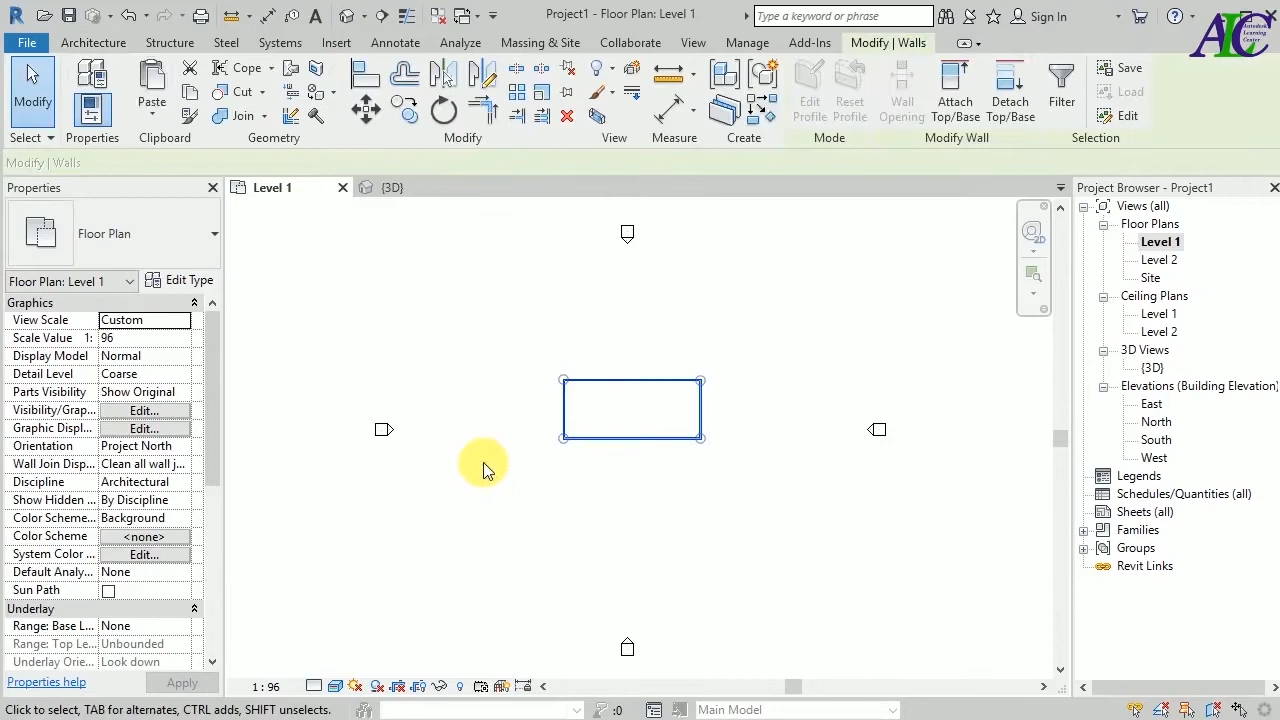 Project1 - Floor Plan: Level 1
Type a keyword or phrase
Sign In
Autodesk
Learning
Center
ALC
File
Architecture
Structure
Steel
Systems
Insert
Annotate
Analyze
Massing & Site
Collaborate
View
Manage
Add-Ins
Modify | Walls
Modify
Paste
Cope
Cut
Join
Edit
Profile
Reset
Profile
Wall
Opening
Attach
Top/Base
Detach
Top/Base
Filter
Save
Load
Edit
Select
Properties
Clipboard
Geometry
Modify
View
Measure
Create
Mode
Modify Wall
Selection
Modify | Walls
Properties
Floor Plan
Floor Plan: Level 1
Edit Type
Graphics
View Scale Custom
Scale Value 1: 96
Display Model Normal
Detail Level Coarse
Parts Visibility Show Original
Visibility/Grap... Edit...
Graphic Displ... Edit...
Orientation Project North
Wall Join Disp... Clean all wall j...
Discipline Architectural
Show Hidden ... By Discipline
Color Scheme... Background
Color Scheme <none>
System Color ... Edit...
Default Analy... None
Sun Path
Underlay
Range: Base L... None
Range: Top Le... Unbounded
Underlay Orie... Look down
Properties help
Apply
Level 1
{3D}
2D
1 : 96
Project Browser - Project1
Views (all)
Floor Plans
Level 1
Level 2
Site
Ceiling Plans
Level 1
Level 2
3D Views
{3D}
Elevations (Building Elevation)
East
North
South
West
Legends
Schedules/Quantities (all)
Sheets (all)
Families
Groups
Revit Links
Click to select, TAB for alternates, CTRL adds, SHIFT unselects.
:0
Main Model